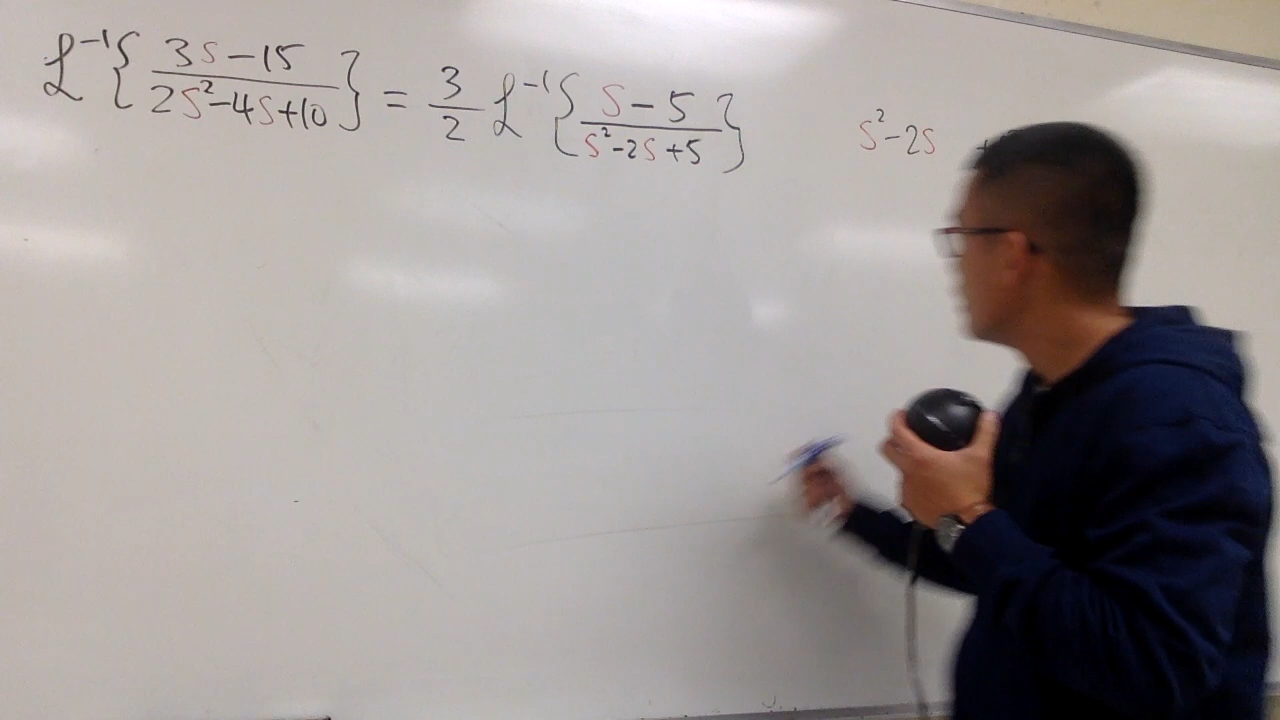 ℒ⁻¹{(3s-15)/(2s²-4s+10)} = 3/2 ℒ⁻¹{(s-5)/(s²-2s+5)}
s²-2s +